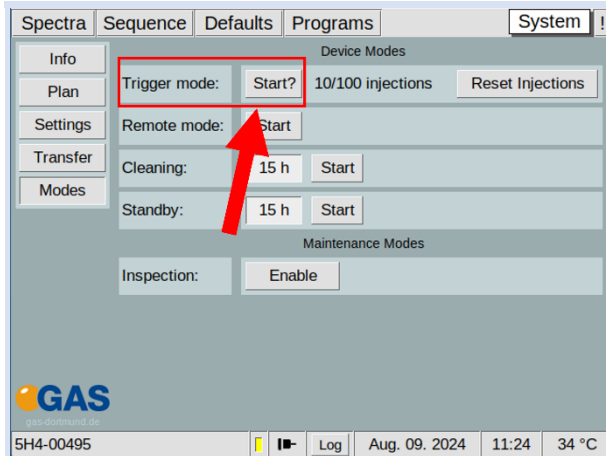 Spectra Sequence Defaults Programs System !
Info
Plan
Settings
Transfer
Modes
Device Modes
Trigger mode: Start? 10/100 injections Reset Injections
Remote mode: Start
Cleaning: 15 h Start
Standby: 15 h Start
Maintenance Modes
Inspection: Enable
GAS
gas-dortmund.de
5H4-00495 Log Aug. 09. 2024 11:24 34 °C